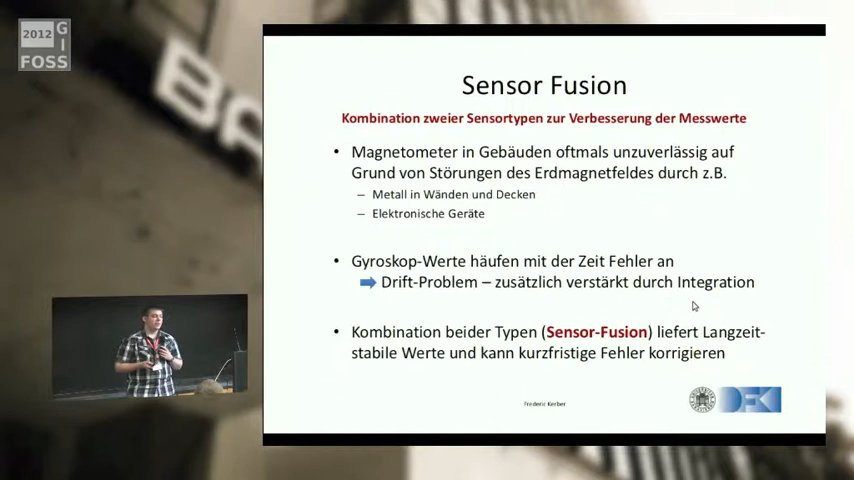 2012 G
I
FOSS
BA
Sensor Fusion
Kombination zweier Sensortypen zur Verbesserung der Messwerte
• Magnetometer in Gebäuden oftmals unzuverlässig auf
Grund von Störungen des Erdmagnetfeldes durch z.B.
– Metall in Wänden und Decken
– Elektronische Geräte
• Gyroskop-Werte häufen mit der Zeit Fehler an
Drift-Problem – zusätzlich verstärkt durch Integration
• Kombination beider Typen (Sensor-Fusion) liefert Langzeit-
stabile Werte und kann kurzfristige Fehler korrigieren
Frederic Kerber
DFKI